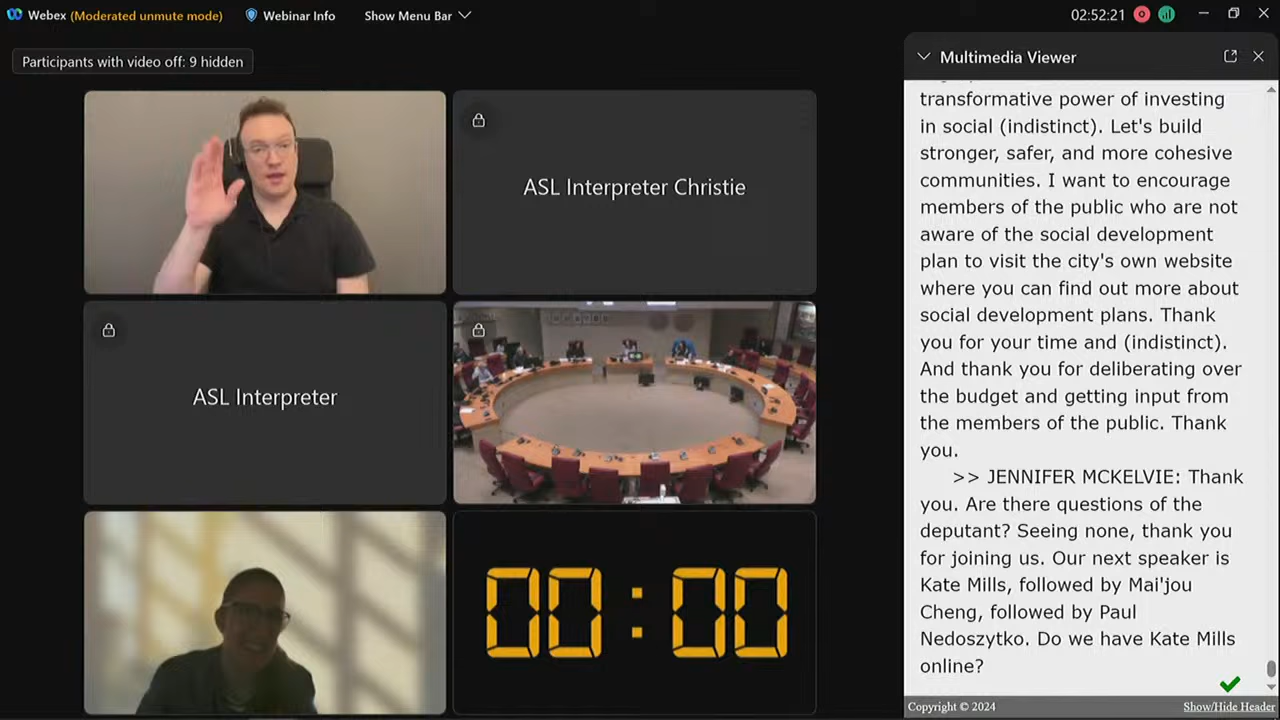 Webex (Moderated unmute mode) Webinar Info Show Menu Bar 02:52:21
Participants with video off: 9 hidden
ASL Interpreter Christie
ASL Interpreter
00:00
Multimedia Viewer
transformative power of investing
in social (indistinct). Let's build
stronger, safer, and more cohesive
communities. I want to encourage
members of the public who are not
aware of the social development
plan to visit the city's own website
where you can find out more about
social development plans. Thank
you for your time and (indistinct).
And thank you for deliberating over
the budget and getting input from
the members of the public. Thank
you.
>> JENNIFER MCKELVIE: Thank
you. Are there questions of the
deputant? Seeing none, thank you
for joining us. Our next speaker is
Kate Mills, followed by Mai'jou
Cheng, followed by Paul
Nedoszytko. Do we have Kate Mills
online?
Copyright © 2024 Show/Hide Header